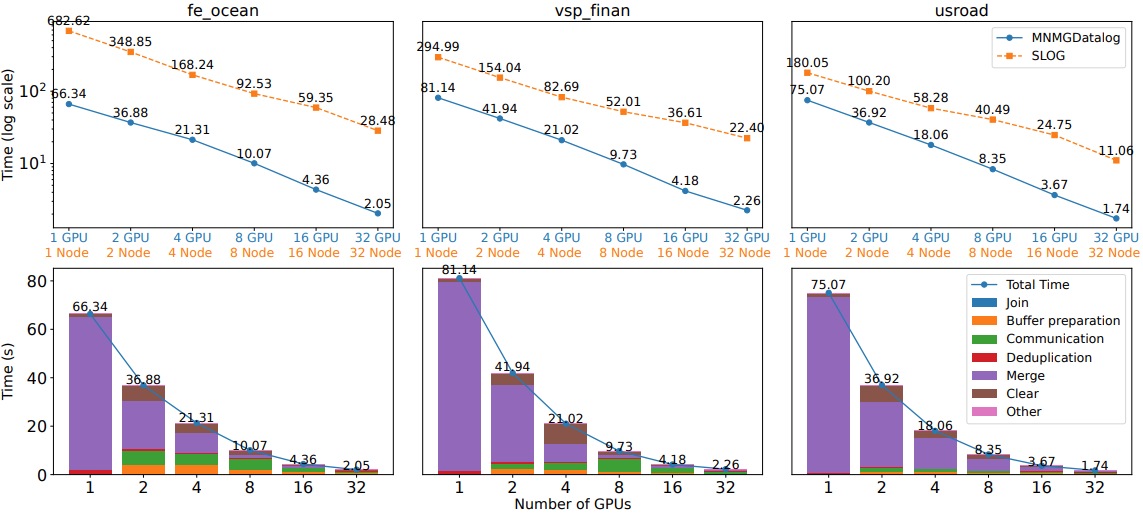 fe_ocean
vsp_finan
usroad
Time (log scale)
10²
10¹
682.62
348.85
168.24
92.53
59.35
28.48
66.34
36.88
21.31
10.07
4.36
2.05
294.99
154.04
82.69
52.01
36.61
22.40
81.14
41.94
21.02
9.73
4.18
2.26
MNMGDatalog
SLOG
180.05
100.20
58.28
40.49
24.75
11.06
75.07
36.92
18.06
8.35
3.67
1.74
1 GPU 2 GPU 4 GPU 8 GPU 16 GPU 32 GPU
1 Node 2 Node 4 Node 8 Node 16 Node 32 Node
1 GPU 2 GPU 4 GPU 8 GPU 16 GPU 32 GPU
1 Node 2 Node 4 Node 8 Node 16 Node 32 Node
1 GPU 2 GPU 4 GPU 8 GPU 16 GPU 32 GPU
1 Node 2 Node 4 Node 8 Node 16 Node 32 Node
Time (s)
80
60
40
20
0
66.34
36.88
21.31
10.07
4.36
2.05
81.14
41.94
21.02
9.73
4.18
2.26
75.07
36.92
18.06
8.35
3.67
1.74
Total Time
Join
Buffer preparation
Communication
Deduplication
Merge
Clear
Other
1 2 4 8 16 32
1 2 4 8 16 32
1 2 4 8 16 32
Number of GPUs